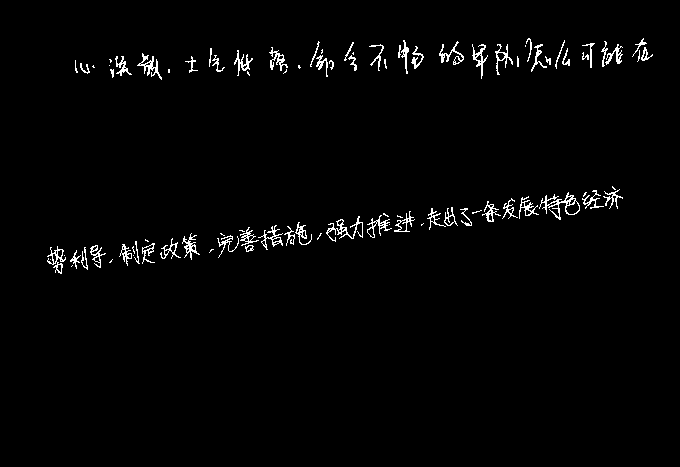 心涣散、士气低落、命令不畅的军队,怎么可能在
势利导、制定政策、完善措施,强力推进,走出了一条发展特色经济